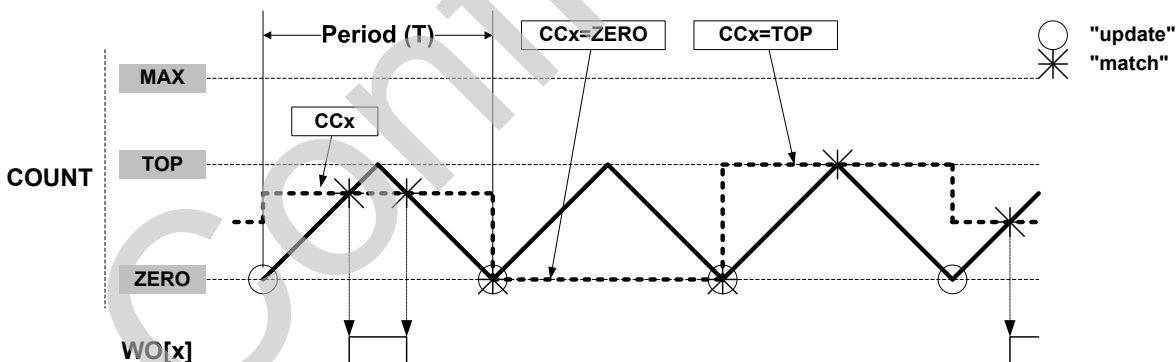 Period (T)
CCx=ZERO
CCx=TOP
"update"
"match"
MAX
CCx
TOP
COUNT
ZERO
WO[x]